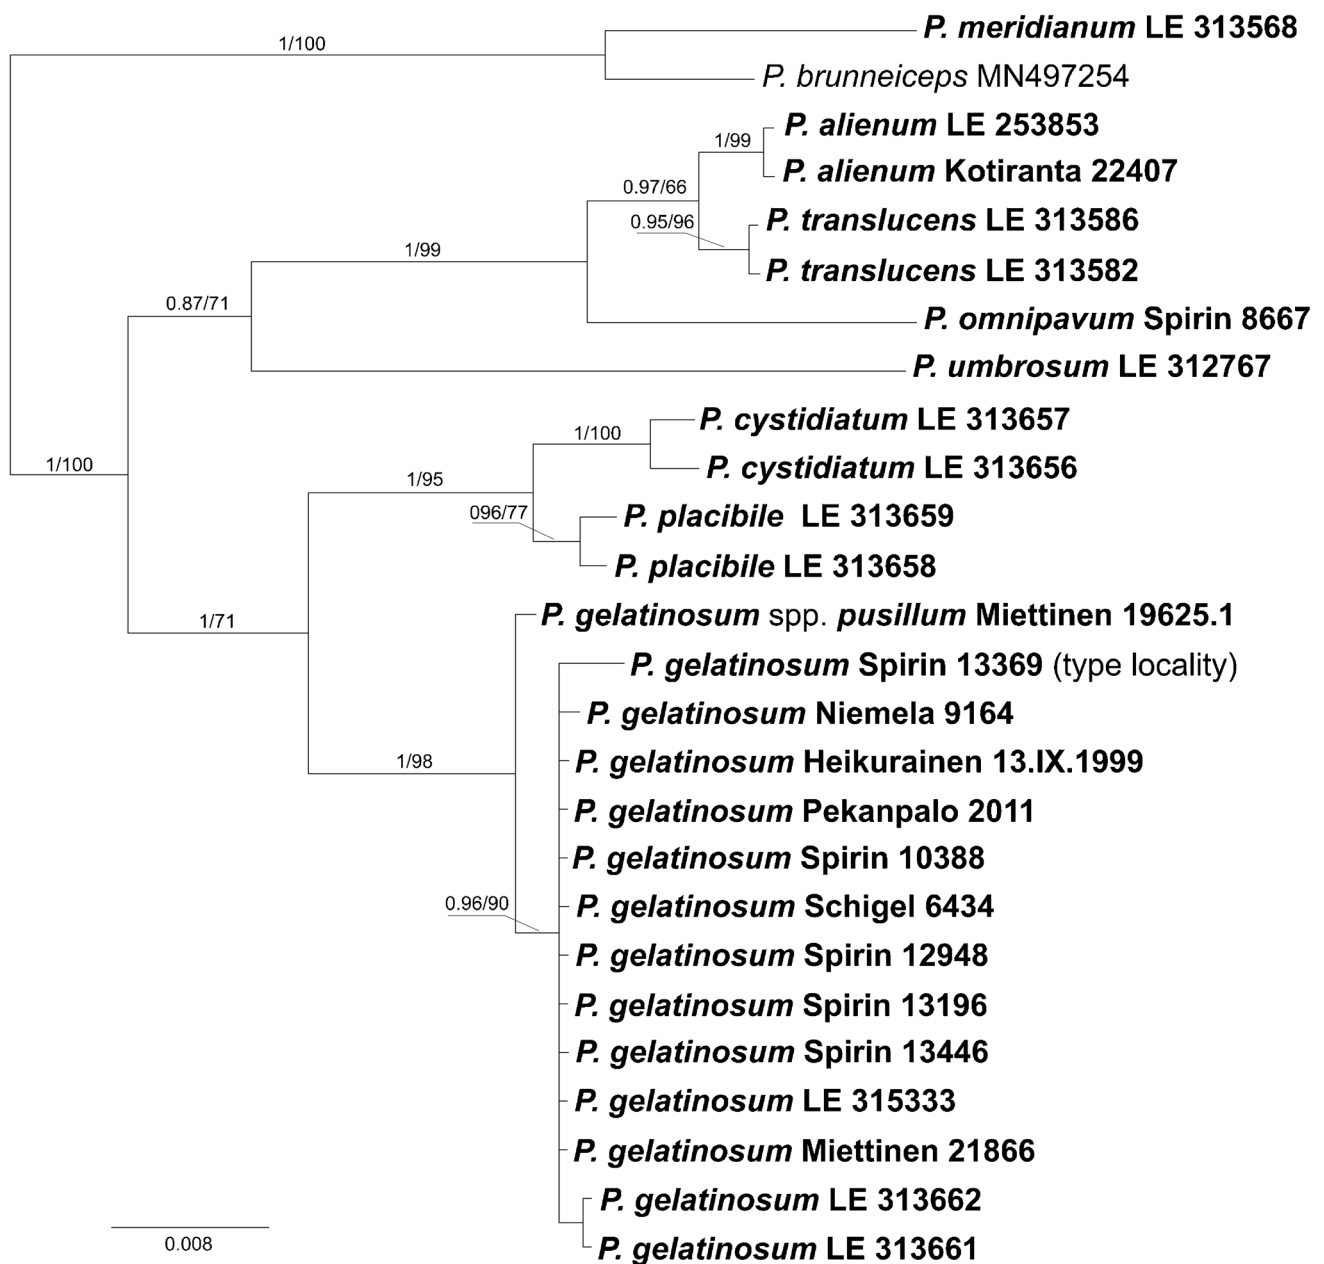 P. meridianum LE 313568
1/100
P. brunneiceps MN497254
P. alienum LE 253853
1/99
P. alienum Kotiranta 22407
0.97/66
P. translucens LE 313586
0.95/96
1/99
P. translucens LE 313582
0.87/71
P. omnipavum Spirin 8667
P. umbrosum LE 312767
P. cystidiatum LE 313657
1/100
1/100
P. cystidiatum LE 313656
1/95
096/77
P. placibile LE 313659
P. placibile LE 313658
1/71
P. gelatinosum spp. pusillum Miettinen 19625.1
P. gelatinosum Spirin 13369 (type locality)
P. gelatinosum Niemela 9164
1/98
P. gelatinosum Heikurainen 13.IX.1999
P. gelatinosum Pekanpalo 2011
P. gelatinosum Spirin 10388
0.96/90
P. gelatinosum Schigel 6434
P. gelatinosum Spirin 12948
P. gelatinosum Spirin 13196
P. gelatinosum Spirin 13446
P. gelatinosum LE 315333
P. gelatinosum Miettinen 21866
P. gelatinosum LE 313662
0.008
P. gelatinosum LE 313661